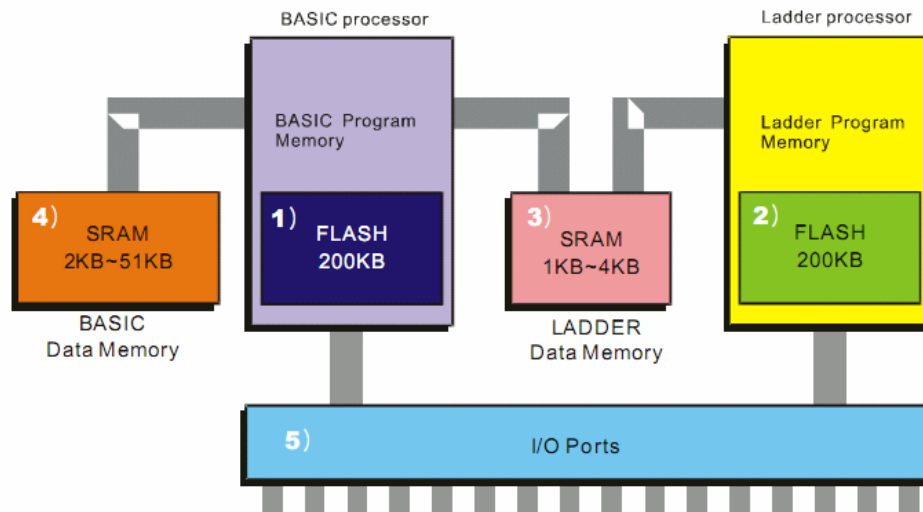 BASIC processor
Ladder processor
BASIC Program
Memory
Ladder Program
Memory
4)
SRAM
2KB~51KB
1)
FLASH
200KB
3)
SRAM
1KB~4KB
2)
FLASH
200KB
BASIC
Data Memory
LADDER
Data Memory
5)
I/O Ports